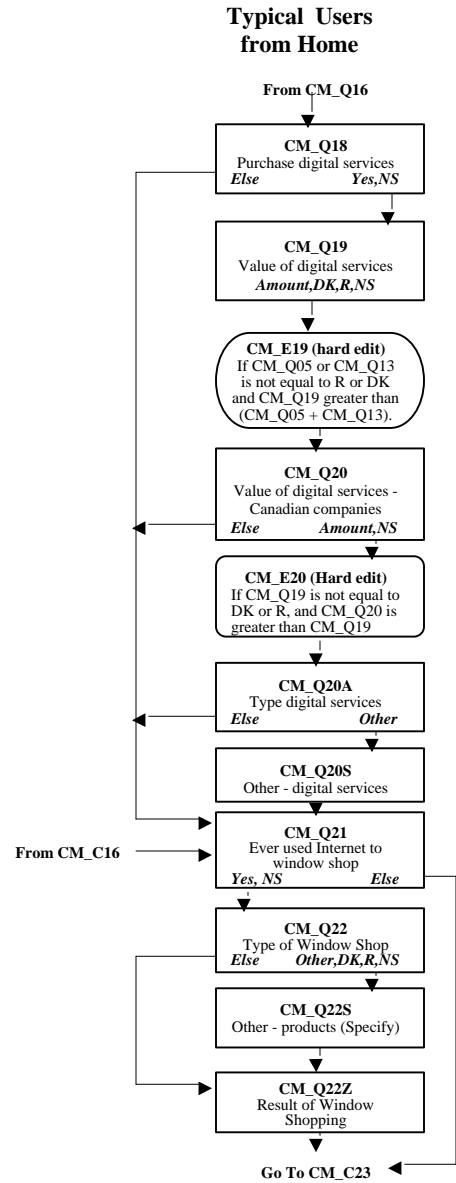 Typical Users
from Home
From CM_Q16
CM_Q18
Purchase digital services
Else Yes,NS
CM_Q19
Value of digital services
Amount,DK,R,NS
CM_E19 (hard edit)
If CM_Q05 or CM_Q13
is not equal to R or DK
and CM_Q19 greater than
(CM_Q05 + CM_Q13).
CM_Q20
Value of digital services -
Canadian companies
Else Amount,NS
CM_E20 (Hard edit)
If CM_Q19 is not equal to
DK or R, and CM_Q20 is
greater than CM_Q19
CM_Q20A
Type digital services
Else Other
CM_Q20S
Other - digital services
CM_Q21
From CM_C16
Ever used Internet to
window shop
Yes, NS Else
CM_Q22
Type of Window Shop
Else Other,DK,R,NS
CM_Q22S
Other - products (Specify)
CM_Q22Z
Result of Window
Shopping
Go To CM_C23